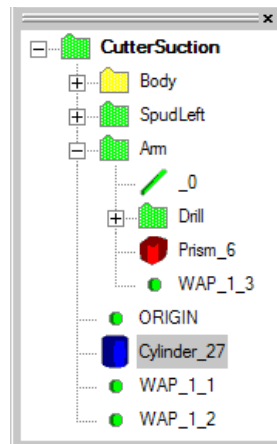 CutterSuction
Body
SpudLeft
Arm
_0
Drill
Prism_6
WAP_1_3
ORIGIN
Cylinder_27
WAP_1_1
WAP_1_2